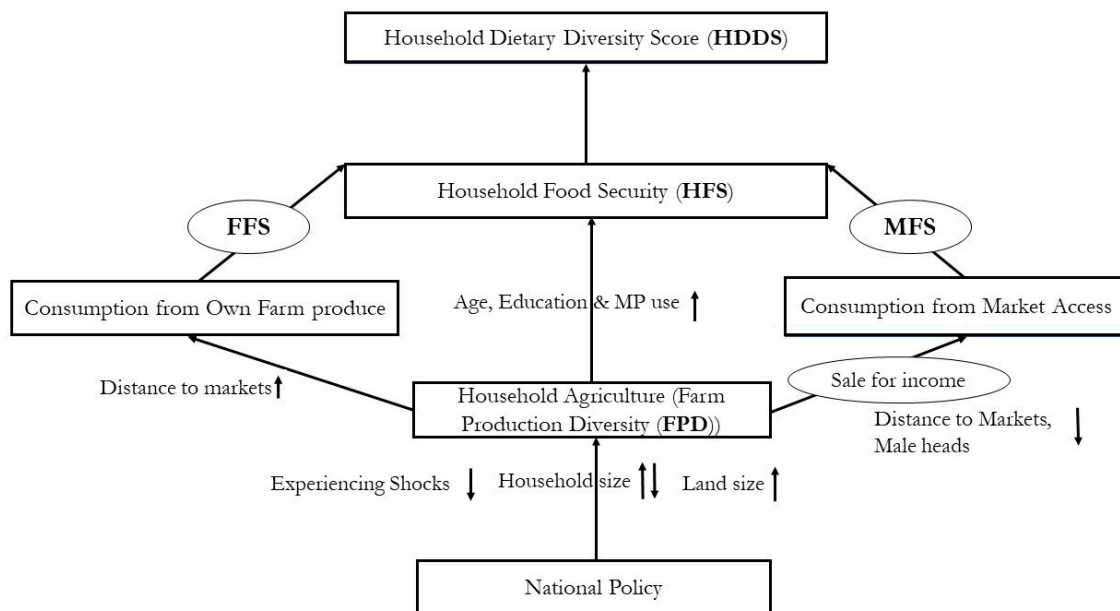 Household Dietary Diversity Score (HDDS)
Household Food Security (HFS)
FFS
MFS
Consumption from Own Farm produce
Age, Education & MP use
Consumption from Market Access
Distance to markets
Household Agriculture (Farm
Production Diversity (FPD))
Sale for income
Distance to Markets,
Male heads
Experiencing Shocks
Household size
Land size
National Policy